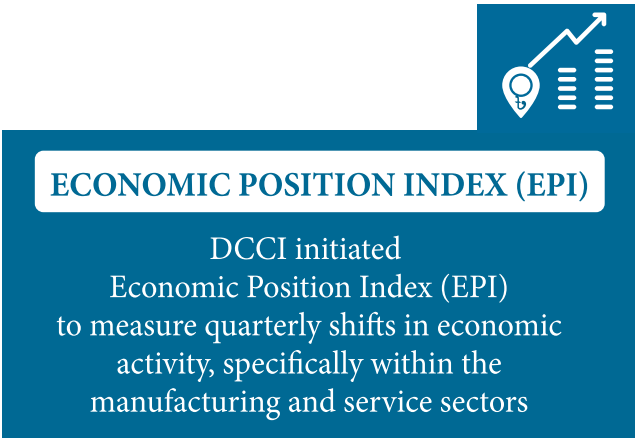 ECONOMIC POSITION INDEX (EPI)
DCCI initiated
Economic Position Index (EPI)
to measure quarterly shifts in economic
activity, specifically within the
manufacturing and service sectors